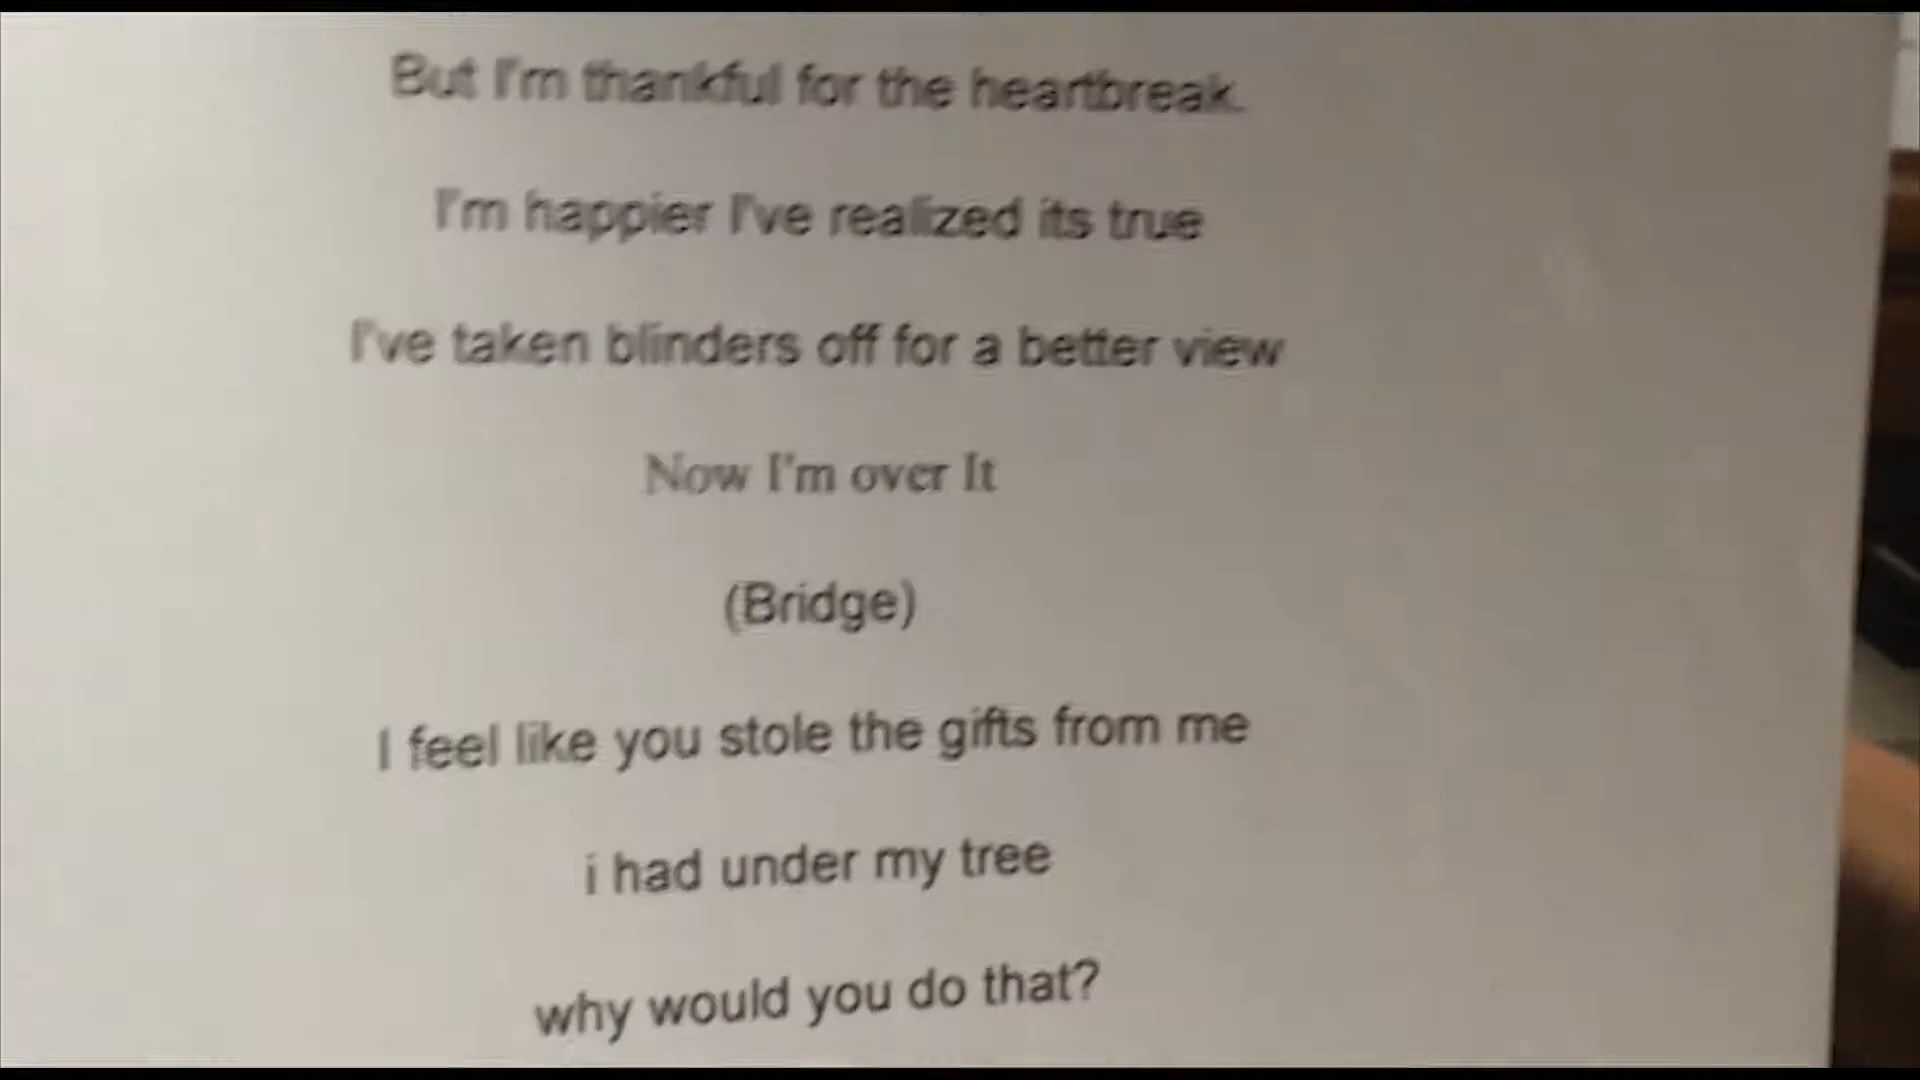 But I'm thankful for the heartbreak.
I'm happier I've realized its true
I've taken blinders off for a better view
Now I'm over It
(Bridge)
I feel like you stole the gifts from me
i had under my tree
why would you do that?